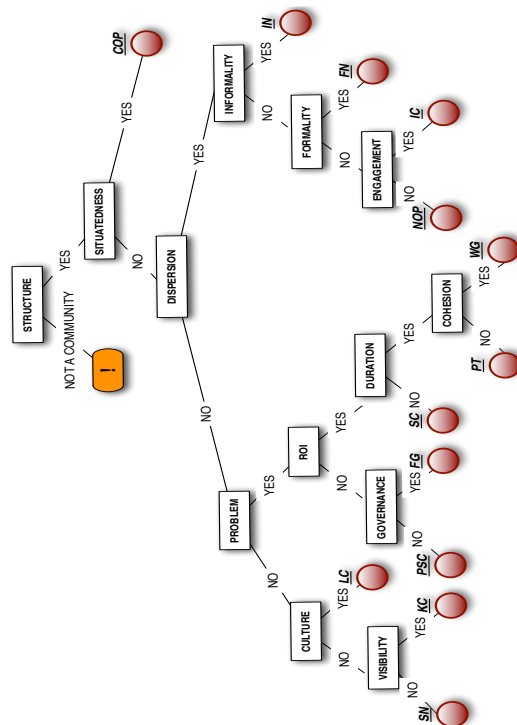 STRUCTURE
YES
NOT A COMMUNITY
!
SITUATEDNESS
YES
COP
NO
DISPERSION
YES
INFORMALITY
YES
IN
NO
FORMALITY
YES
FN
NO
ENGAGEMENT
YES
IC
NO
NOP
NO
PROBLEM
YES
ROI
YES
DURATION
YES
COHESION
YES
WG
NO
PT
NO
SC
NO
GOVERNANCE
YES
FG
NO
PSC
NO
CULTURE
YES
LC
NO
VISIBILITY
YES
KC
NO
SN